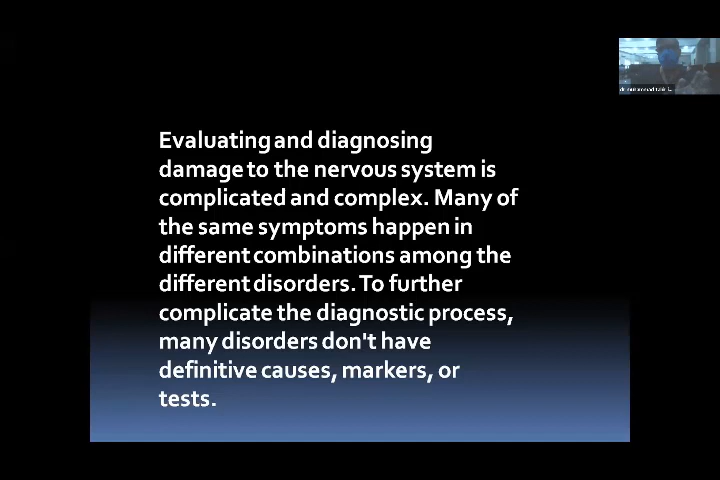 Evaluating and diagnosing
damage to the nervous system is
complicated and complex. Many of
the same symptoms happen in
different combinations among the
different disorders. To further
complicate the diagnostic process,
many disorders don't have
definitive causes, markers, or
tests.